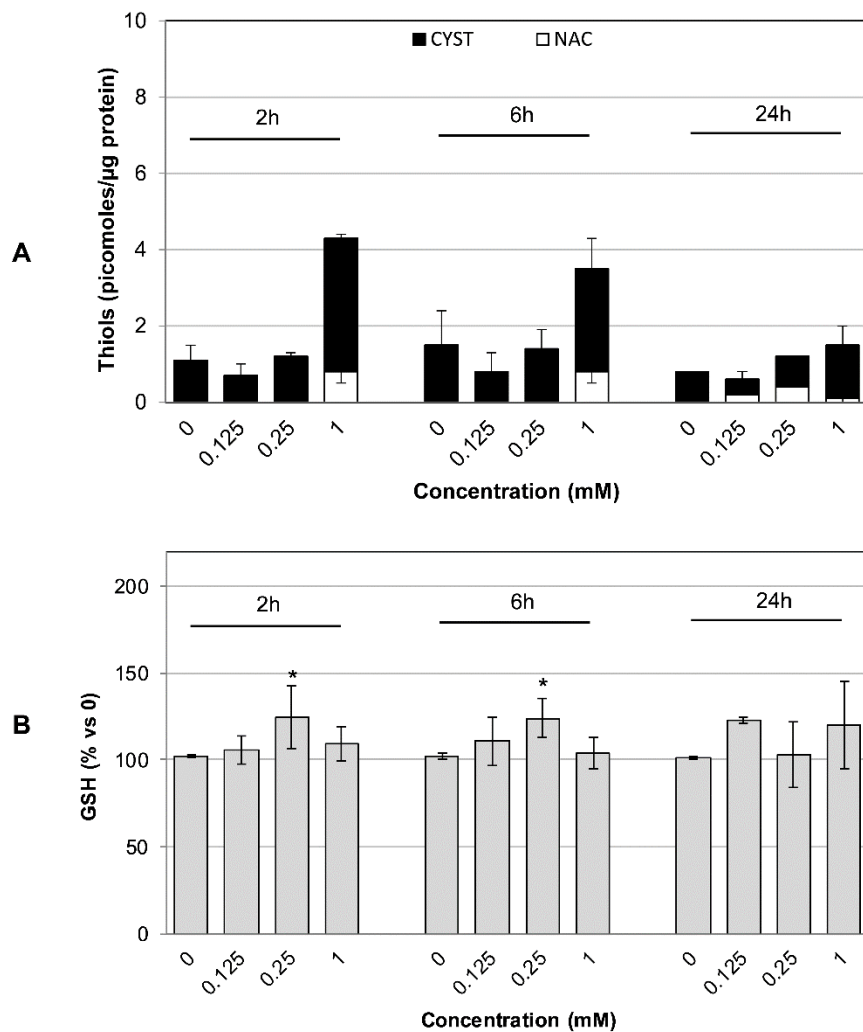 A
Thiols (picomoles/µg protein)
10
8
6
4
2
0
CYST NAC
2h 6h 24h
0 0.125 0.25 1 0 0.125 0.25 1 0 0.125 0.25 1
Concentration (mM)
B
GSH (% vs 0)
200
150
100
50
0
2h 6h 24h
* *
0 0.125 0.25 1 0 0.125 0.25 1 0 0.125 0.25 1
Concentration (mM)